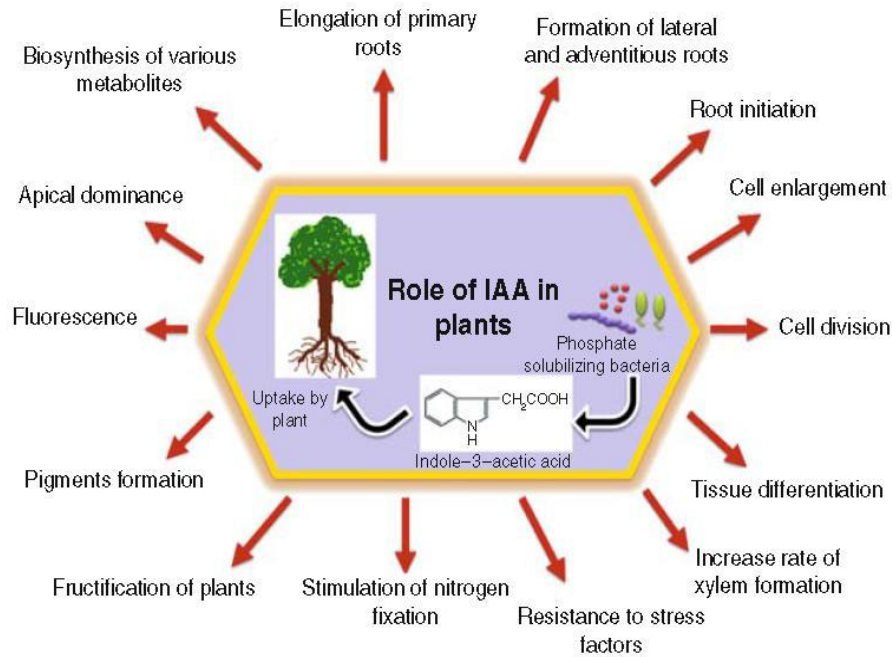 Elongation of primary
roots
Formation of lateral
and adventitious roots
Biosynthesis of various
metabolites
Root initiation
Apical dominance
Cell enlargement
Fluorescence
Cell division
Role of IAA in
plants
Phosphate
solubilizing bacteria
Uptake by
plant
CH2COOH
N
H
Indole–3–acetic acid
Pigments formation
Tissue differentiation
Fructification of plants
Stimulation of nitrogen
fixation
Resistance to stress
factors
Increase rate of
xylem formation